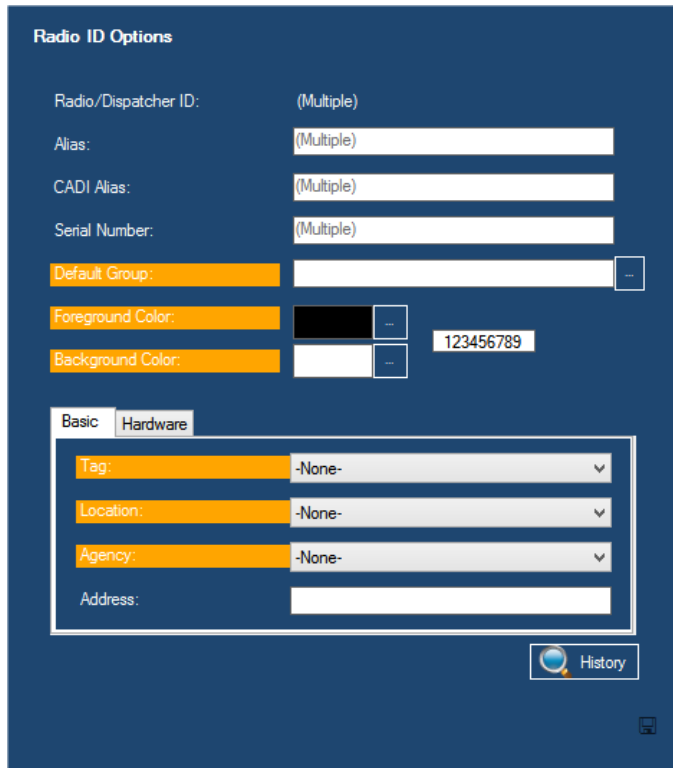 Radio ID Options
Radio/Dispatcher ID: (Multiple)
Alias: (Multiple)
CADI Alias: (Multiple)
Serial Number: (Multiple)
Default Group: ...
Foreground Color: ...
123456789
Background Color: ...
Basic Hardware
Tag: -None-
Location: -None-
Agency: -None-
Address:
History